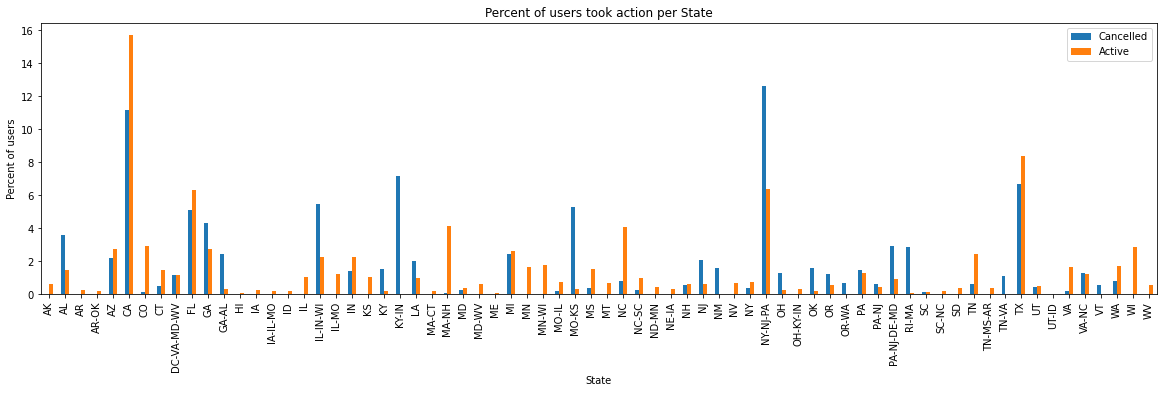 Percent of users took action per State
Cancelled
Active
Percent of users
16
14
12
10
8
6
4
2
0
AK
AL
AR
AR-OK
AZ
CA
CO
CT
DC-VA-MD-WV
FL
GA
GA-AL
HI
IA
IA-IL-MO
ID
IL
IL-IN-WI
IL-MO
IN
KS
KY
KY-IN
LA
MA-CT
MA-NH
MD
MD-WV
ME
MI
MN
MN-WI
MO-IL
MO-KS
MS
MT
NC
NC-SC
ND-MN
NE-IA
NH
NJ
NM
NV
NY
NY-NJ-PA
OH
OH-KY-IN
OK
OR
OR-WA
PA
PA-NJ
PA-NJ-DE-MD
RI-MA
SC
SC-NC
SD
TN
TN-MS-AR
TN-VA
TX
UT
UT-ID
VA
VA-NC
VT
WA
WI
WV
State